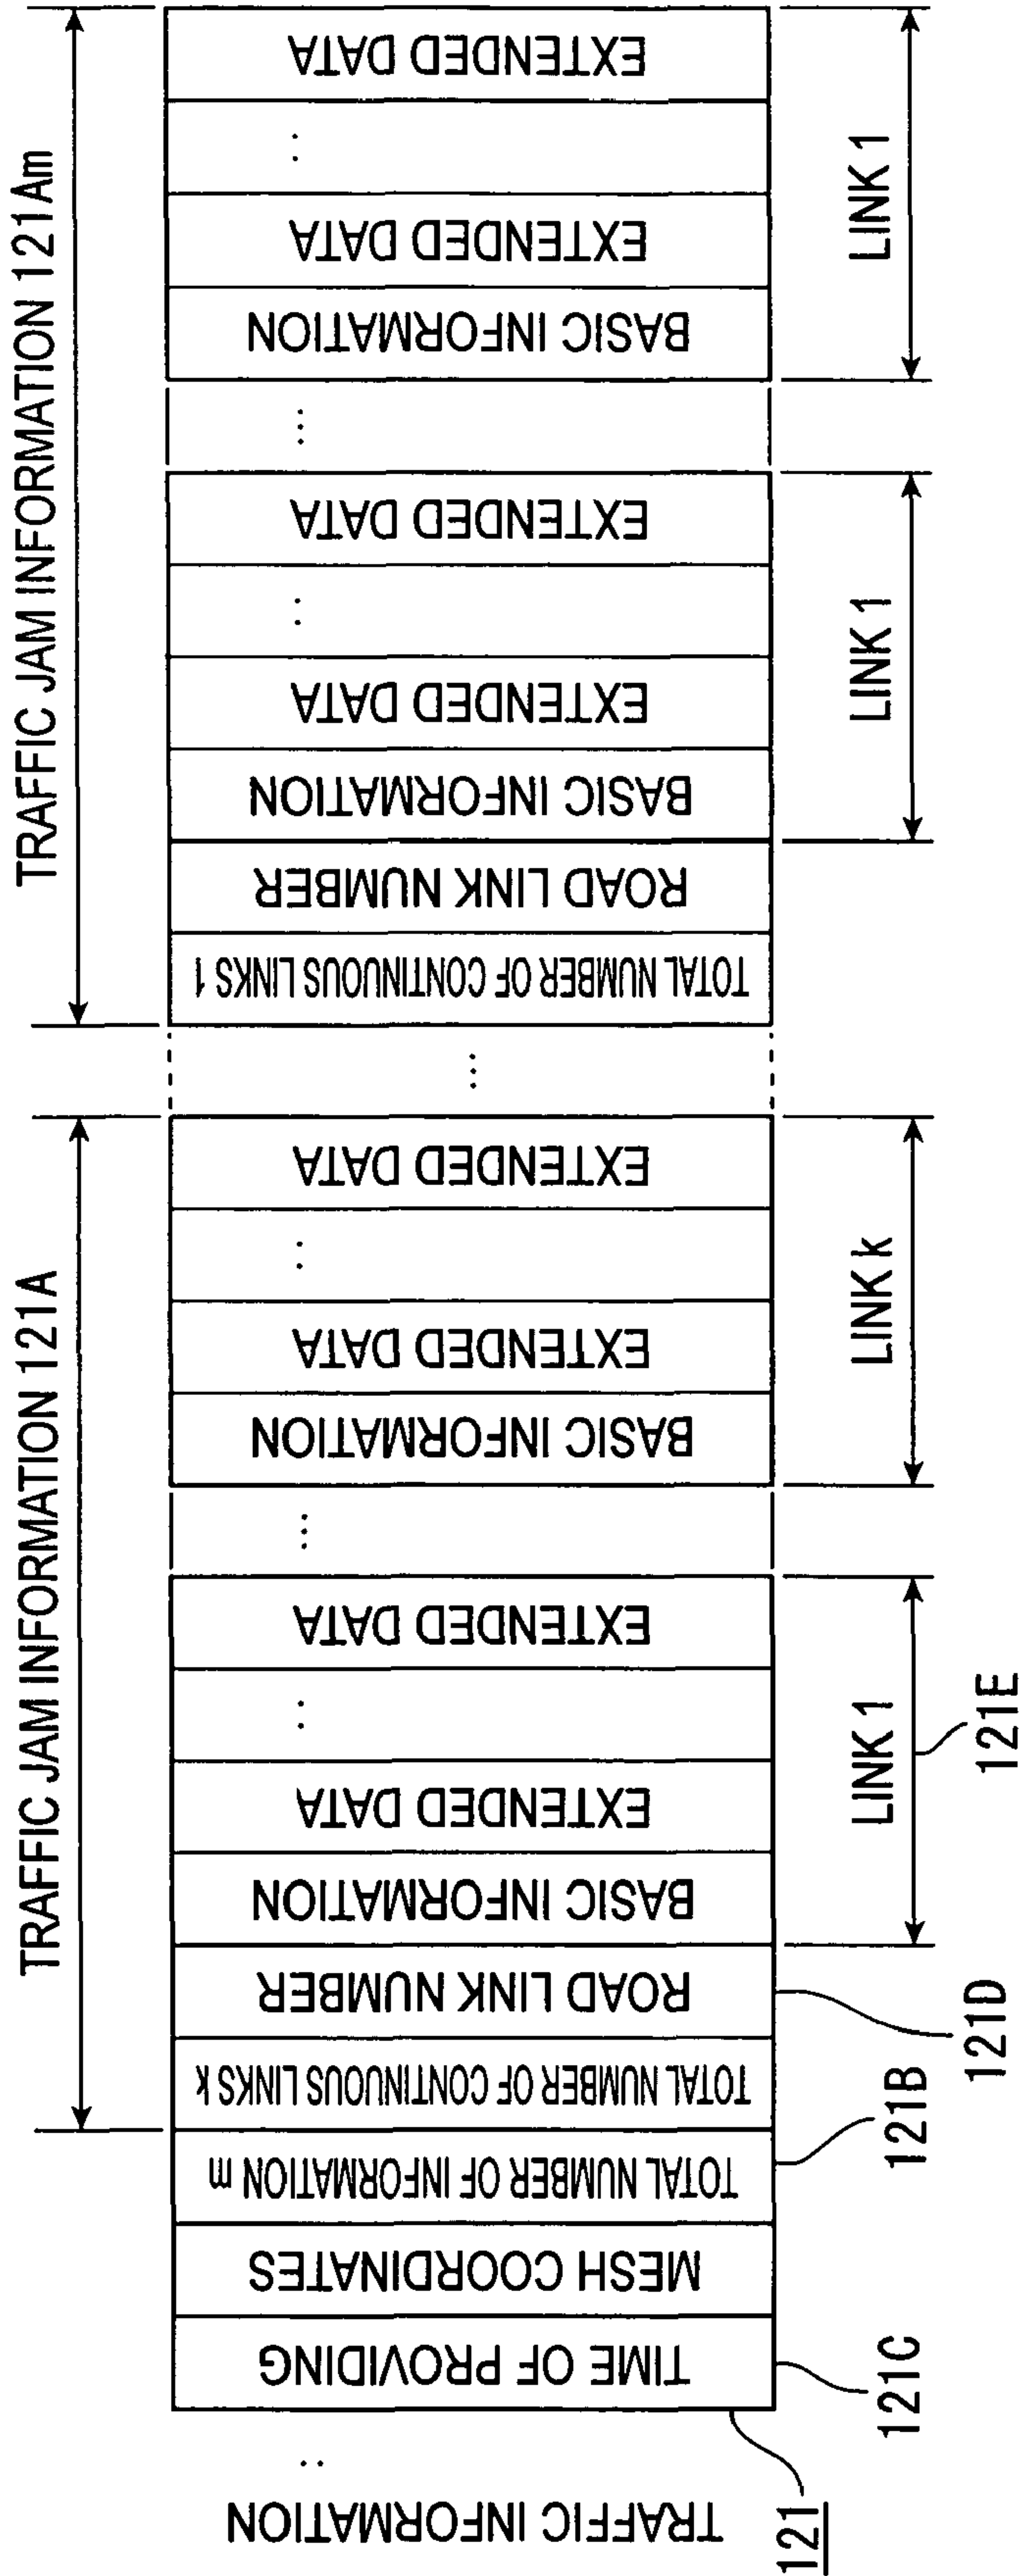 TRAFFIC JAM INFORMATION 121A
TRAFFIC JAM INFORMATION 121Am
TRAFFIC INFORMATION
..
TIME OF PROVIDING
MESH COORDINATES
TOTAL NUMBER OF INFORMATION m
TOTAL NUMBER OF CONTINUOUS LINKS k
ROAD LINK NUMBER
BASIC INFORMATION
EXTENDED DATA
..
EXTENDED DATA
...
BASIC INFORMATION
EXTENDED DATA
..
EXTENDED DATA
...
TOTAL NUMBER OF CONTINUOUS LINKS 1
ROAD LINK NUMBER
BASIC INFORMATION
EXTENDED DATA
..
EXTENDED DATA
...
BASIC INFORMATION
EXTENDED DATA
..
EXTENDED DATA
LINK 1
LINK k
LINK 1
LINK 1
121
121C
121B
121D
121E